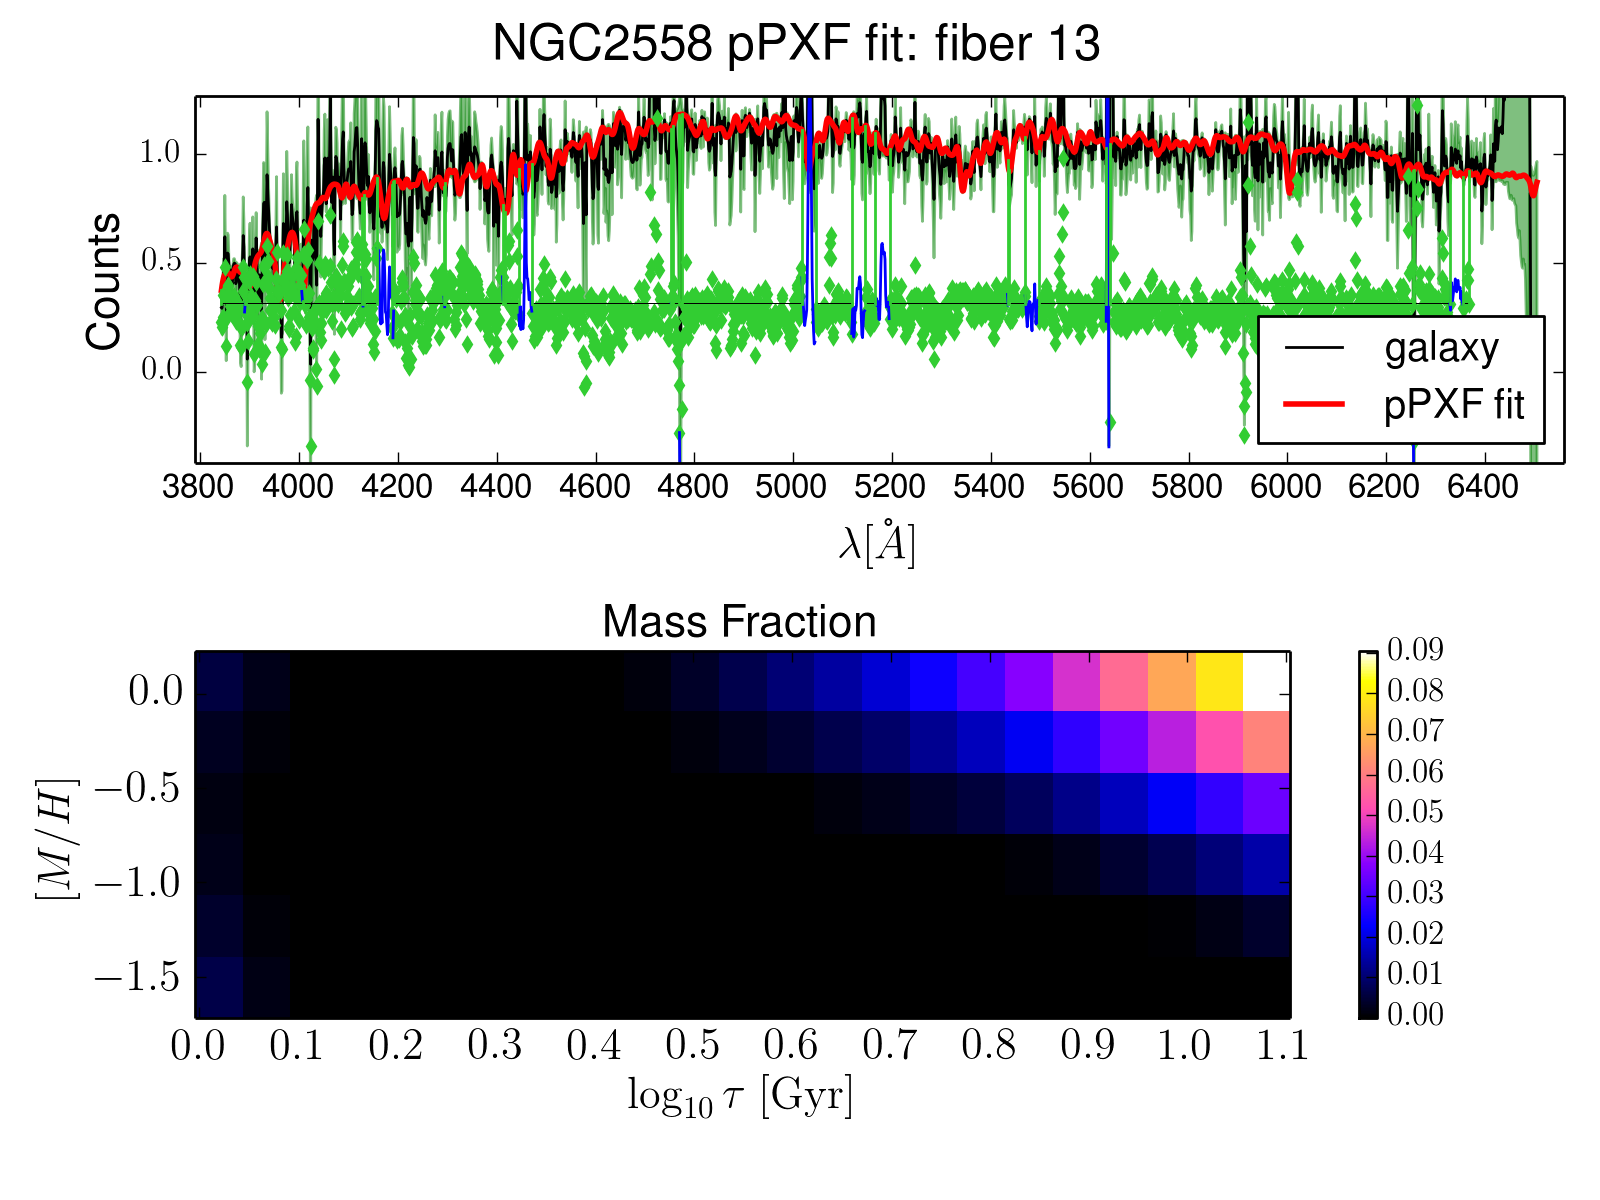 NGC2558 pPXF fit: fiber 13
Counts
1.0
0.5
0.0
galaxy
pPXF fit
3800 4000 4200 4400 4600 4800 5000 5200 5400 5600 5800 6000 6200 6400
λ[Å]
Mass Fraction
[M/H]
0.0
−0.5
−1.0
−1.5
0.0 0.1 0.2 0.3 0.4 0.5 0.6 0.7 0.8 0.9 1.0 1.1
log₁₀ τ [Gyr]
0.09
0.08
0.07
0.06
0.05
0.04
0.03
0.02
0.01
0.00